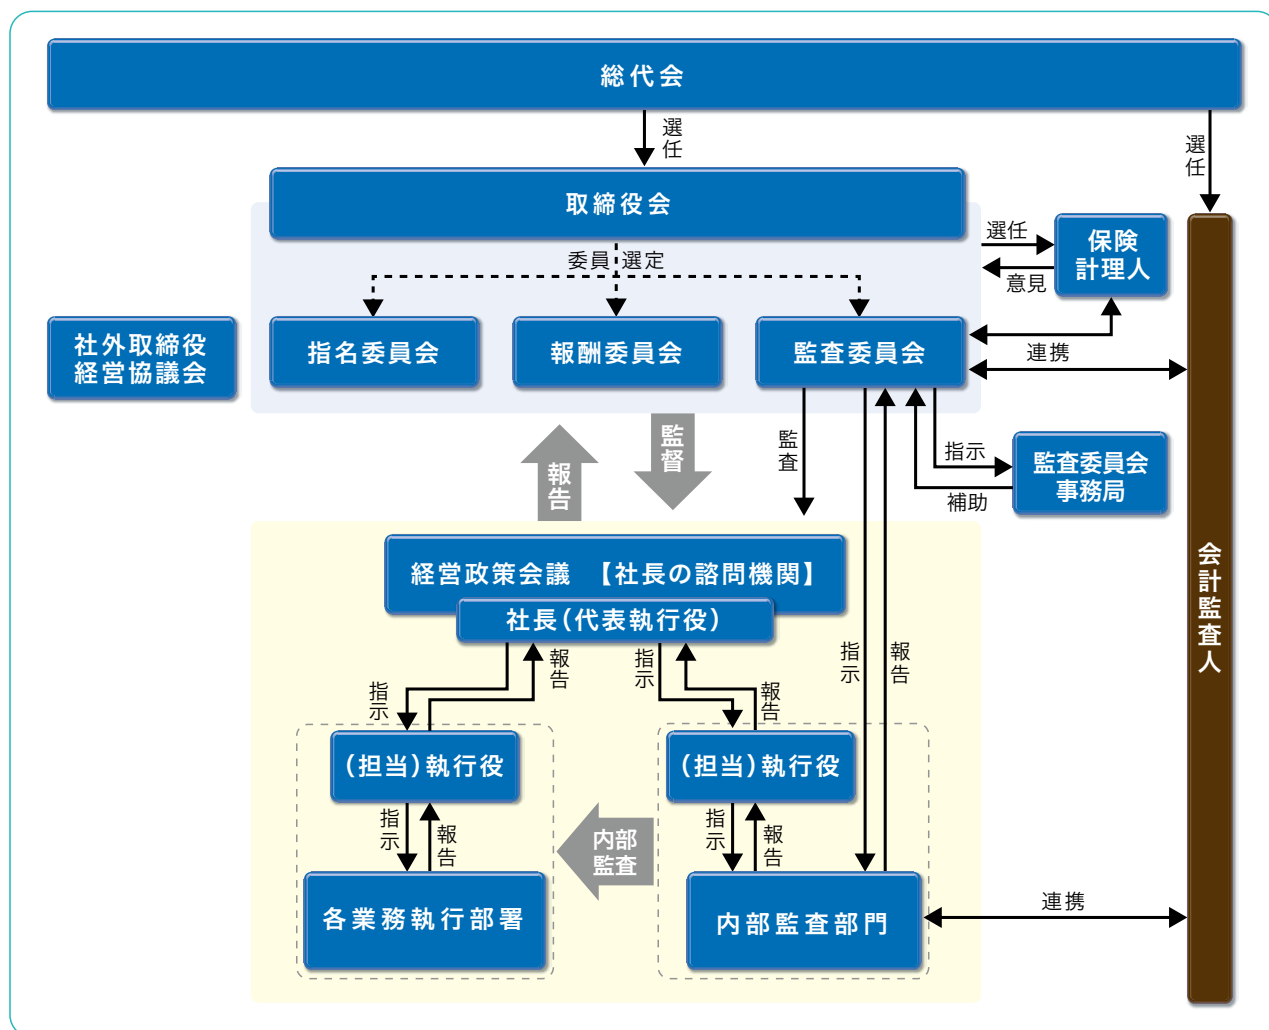 総代会
選任
選任
取締役会
選任
意見
保険
計理人
委員 選定
社外取締役
経営協議会
指名委員会
報酬委員会
監査委員会
連携
監査
指示
補助
監査委員会
事務局
報告
監督
会計監査人
経営政策会議 【社長の諮問機関】
社長(代表執行役)
指示
報告
指示
報告
指示
報告
(担当)執行役
(担当)執行役
指示
報告
内部
監査
指示
報告
各業務執行部署
内部監査部門
連携